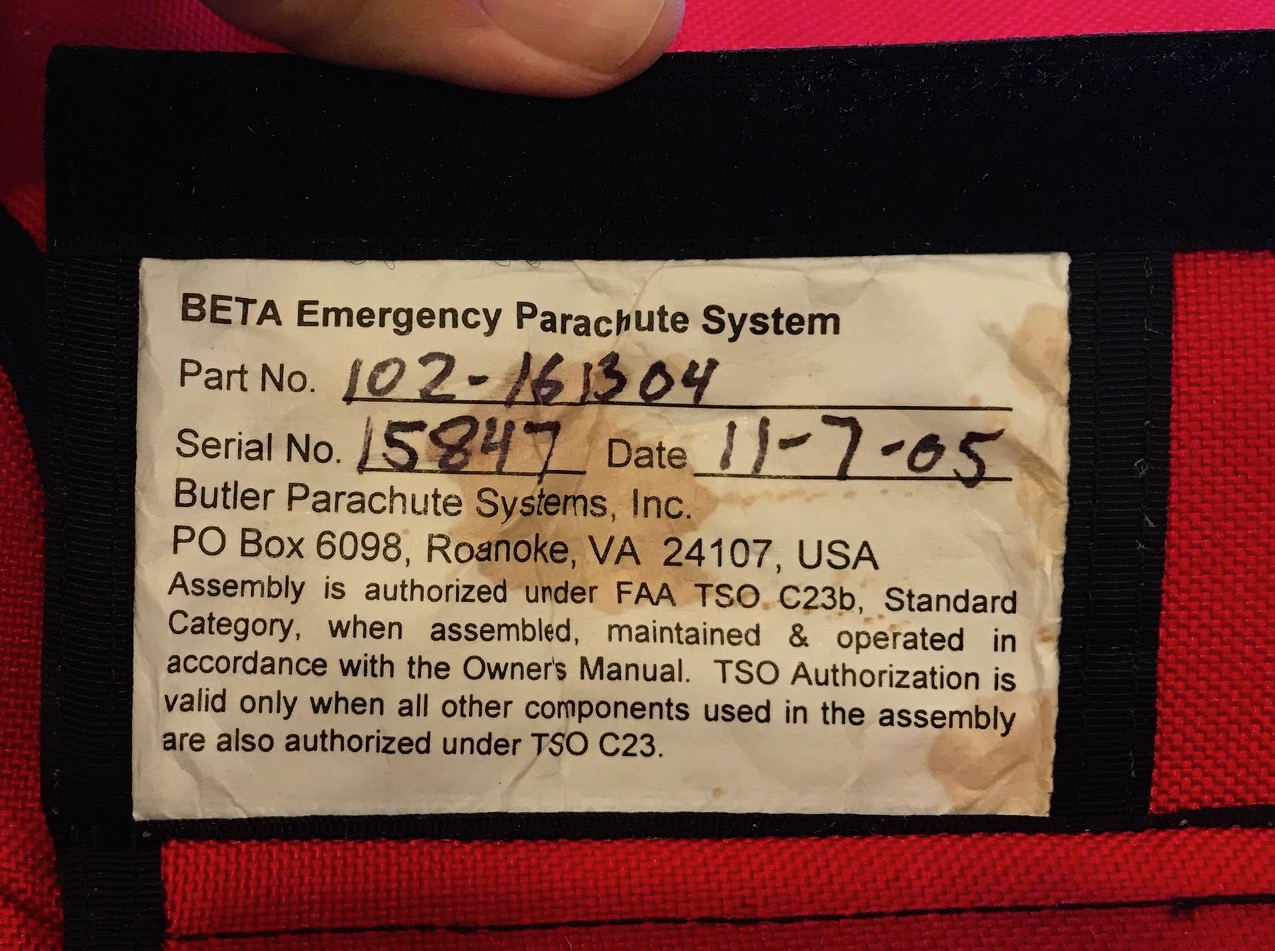 BETA Emergency Parachute System
Part No. 102-161304
Serial No. 15847 Date 11-7-05
Butler Parachute Systems, Inc.
PO Box 6098, Roanoke, VA 24107, USA
Assembly is authorized under FAA TSO C23b, Standard
Category, when assembled, maintained & operated in
accordance with the Owner's Manual. TSO Authorization is
valid only when all other components used in the assembly
are also authorized under TSO C23.